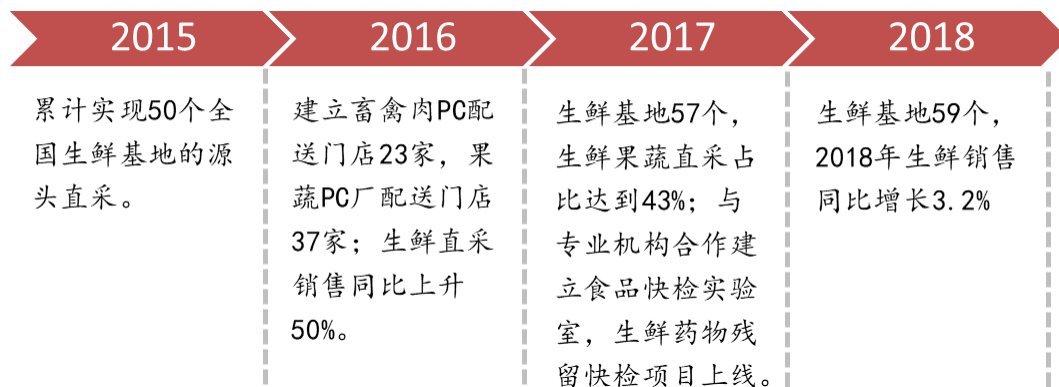 2015
累计实现50个全
国生鲜基地的源
头直采。
2016
建立畜禽肉PC配
送门店23家，果
蔬PC厂配送门店
37家；生鲜直采
销售同比上升
50%。
2017
生鲜基地57个，
生鲜果蔬直采占
比达到43%；与
专业机构合作建
立食品快检实验
室，生鲜药物残
留快检项目上线。
2018
生鲜基地59个，
2018年生鲜销售
同比增长3.2%